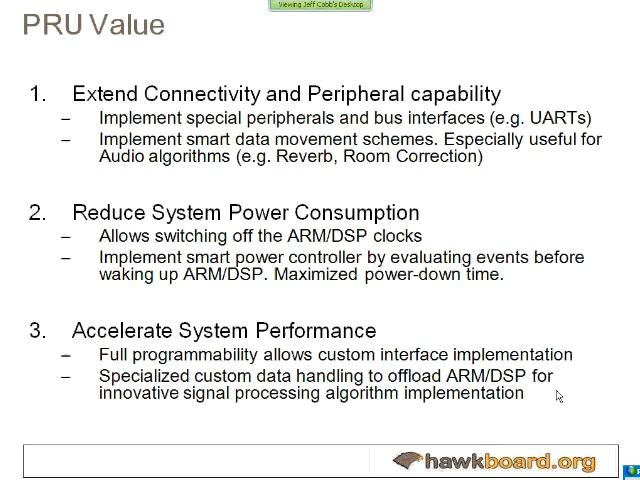 Viewing Jeff Cobb's Desktop
PRU Value
1. Extend Connectivity and Peripheral capability
– Implement special peripherals and bus interfaces (e.g. UARTs)
– Implement smart data movement schemes. Especially useful for
Audio algorithms (e.g. Reverb, Room Correction)
2. Reduce System Power Consumption
– Allows switching off the ARM/DSP clocks
– Implement smart power controller by evaluating events before
waking up ARM/DSP. Maximized power-down time.
3. Accelerate System Performance
– Full programmability allows custom interface implementation
– Specialized custom data handling to offload ARM/DSP for
innovative signal processing algorithm implementation
hawkboard.org